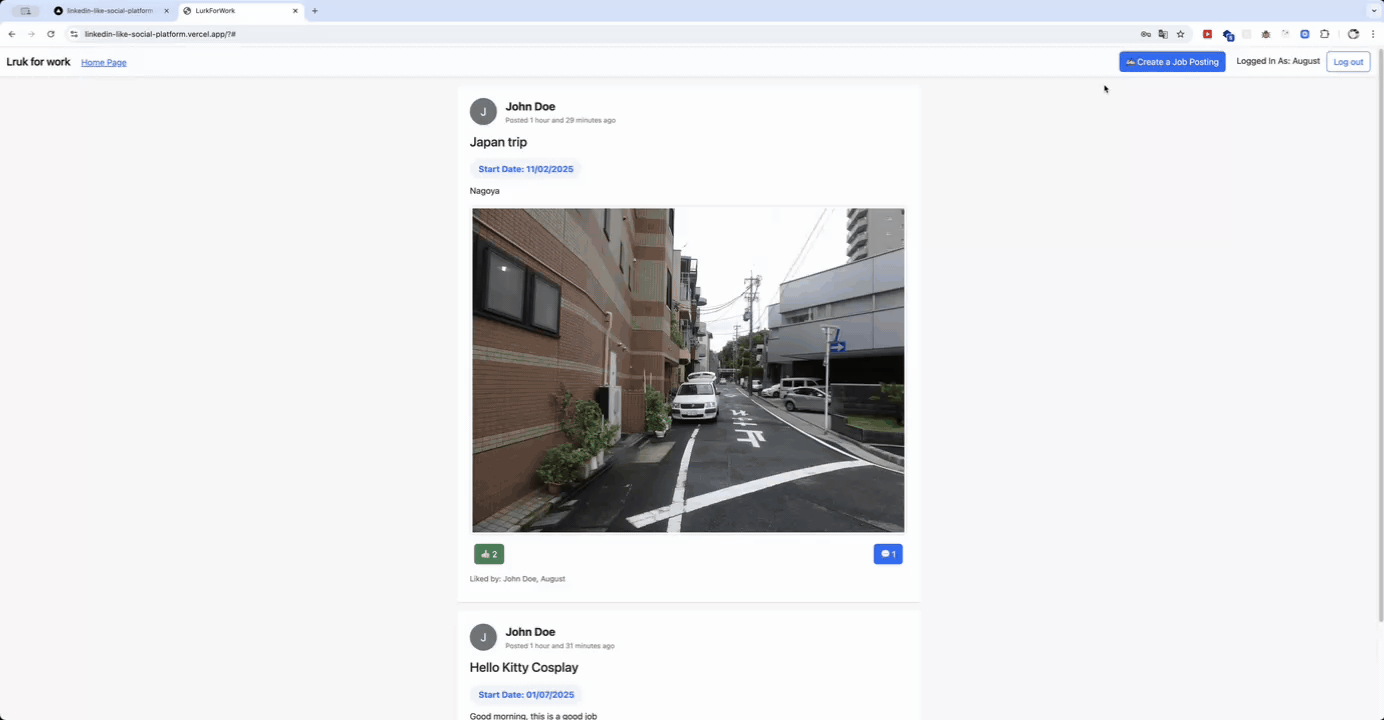 linkedin-like-social-platform
LurkForWork
linkedin-like-social-platform.vercel.app/?#
Lruk for work
Home Page
Create a Job Posting
Logged In As: August
Log out
J
John Doe
Posted 1 hour and 29 minutes ago
Japan trip
Start Date: 11/02/2025
Nagoya
👍 2
💬 1
Liked by: John Doe, August
J
John Doe
Posted 1 hour and 31 minutes ago
Hello Kitty Cosplay
Start Date: 01/07/2025
Good morning, this is a good job